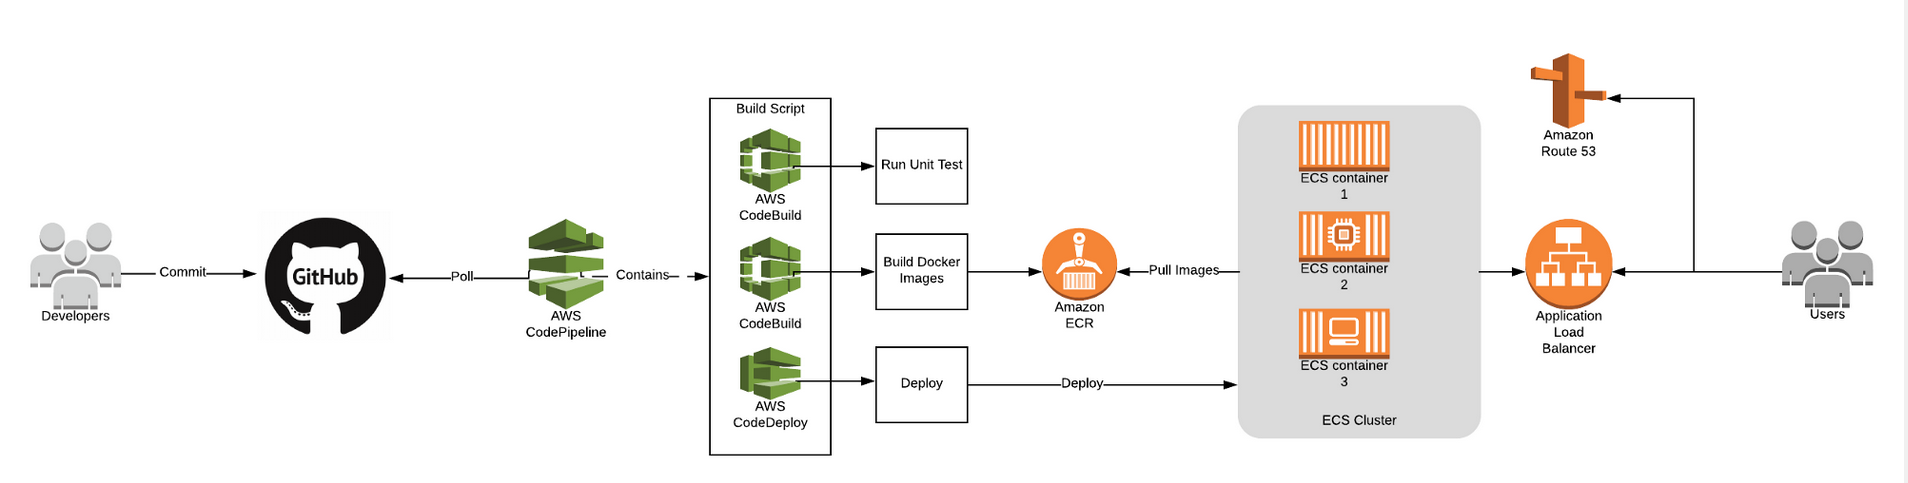 Developers
Commit
GitHub
Poll
AWS
CodePipeline
Contains
Build Script
AWS
CodeBuild
AWS
CodeBuild
AWS
CodeDeploy
Run Unit Test
Build Docker
Images
Deploy
Amazon
ECR
Pull Images
Deploy
ECS container
1
ECS container
2
ECS container
3
ECS Cluster
Amazon
Route 53
Application
Load
Balancer
Users